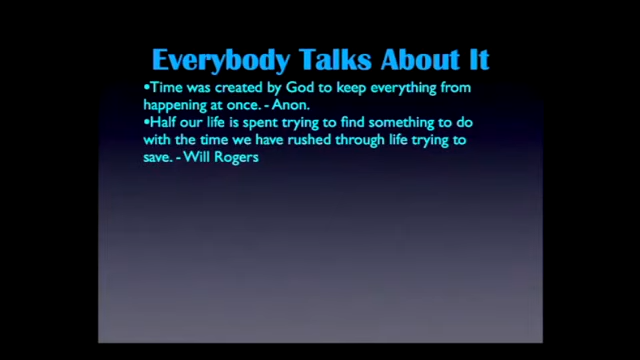 Everybody Talks About It
•Time was created by God to keep everything from
happening at once. - Anon.
•Half our life is spent trying to find something to do
with the time we have rushed through life trying to
save. - Will Rogers